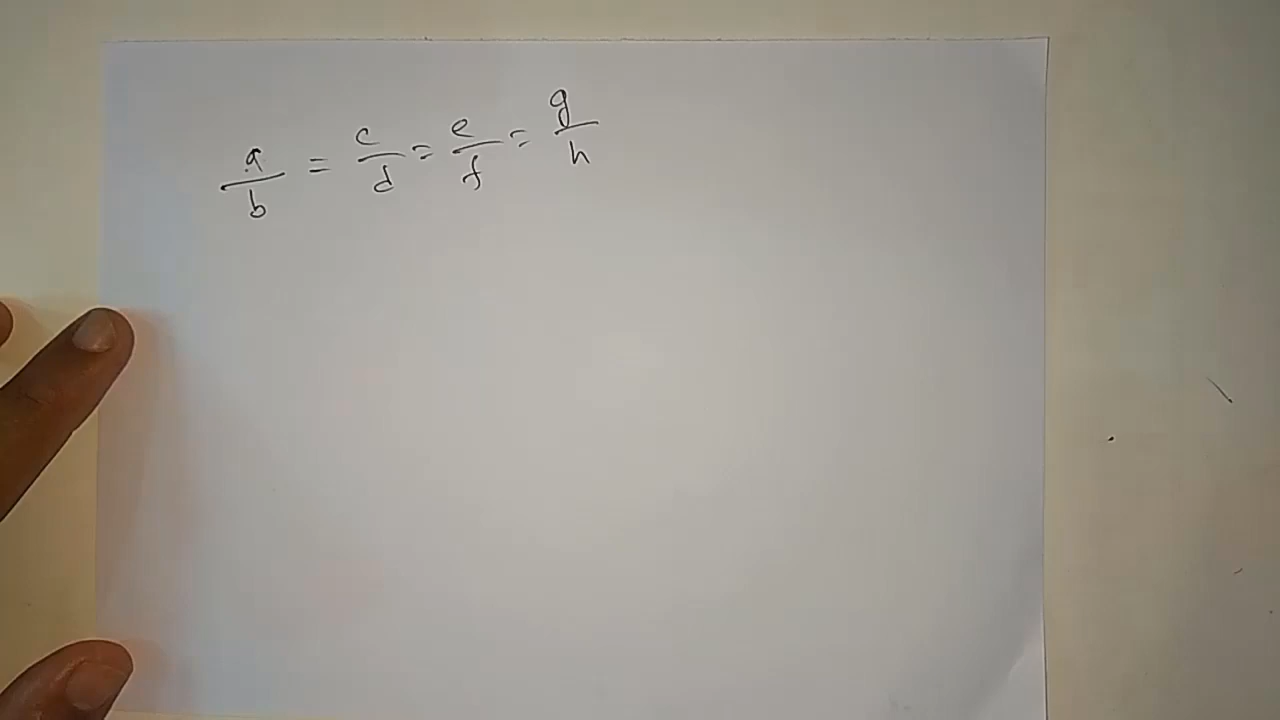 a/b = c/d = e/f = g/h